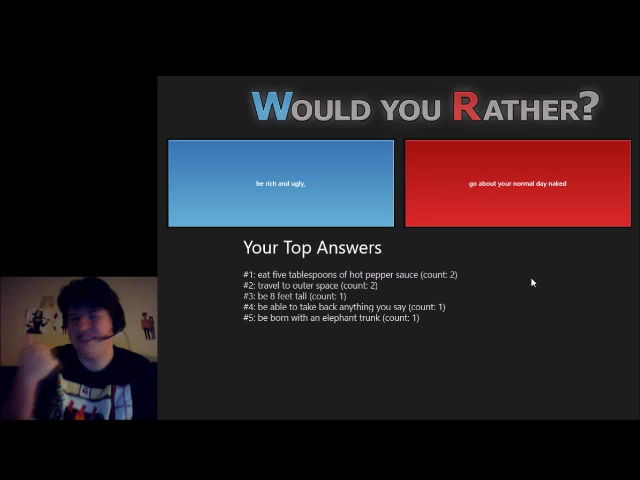 WOULD YOU RATHER?
be rich and ugly,
go about your normal day naked
Your Top Answers
#1: eat five tablespoons of hot pepper sauce (count: 2)
#2: travel to outer space (count: 2)
#3: be 8 feet tall (count: 1)
#4: be able to take back anything you say (count: 1)
#5: be born with an elephant trunk (count: 1)